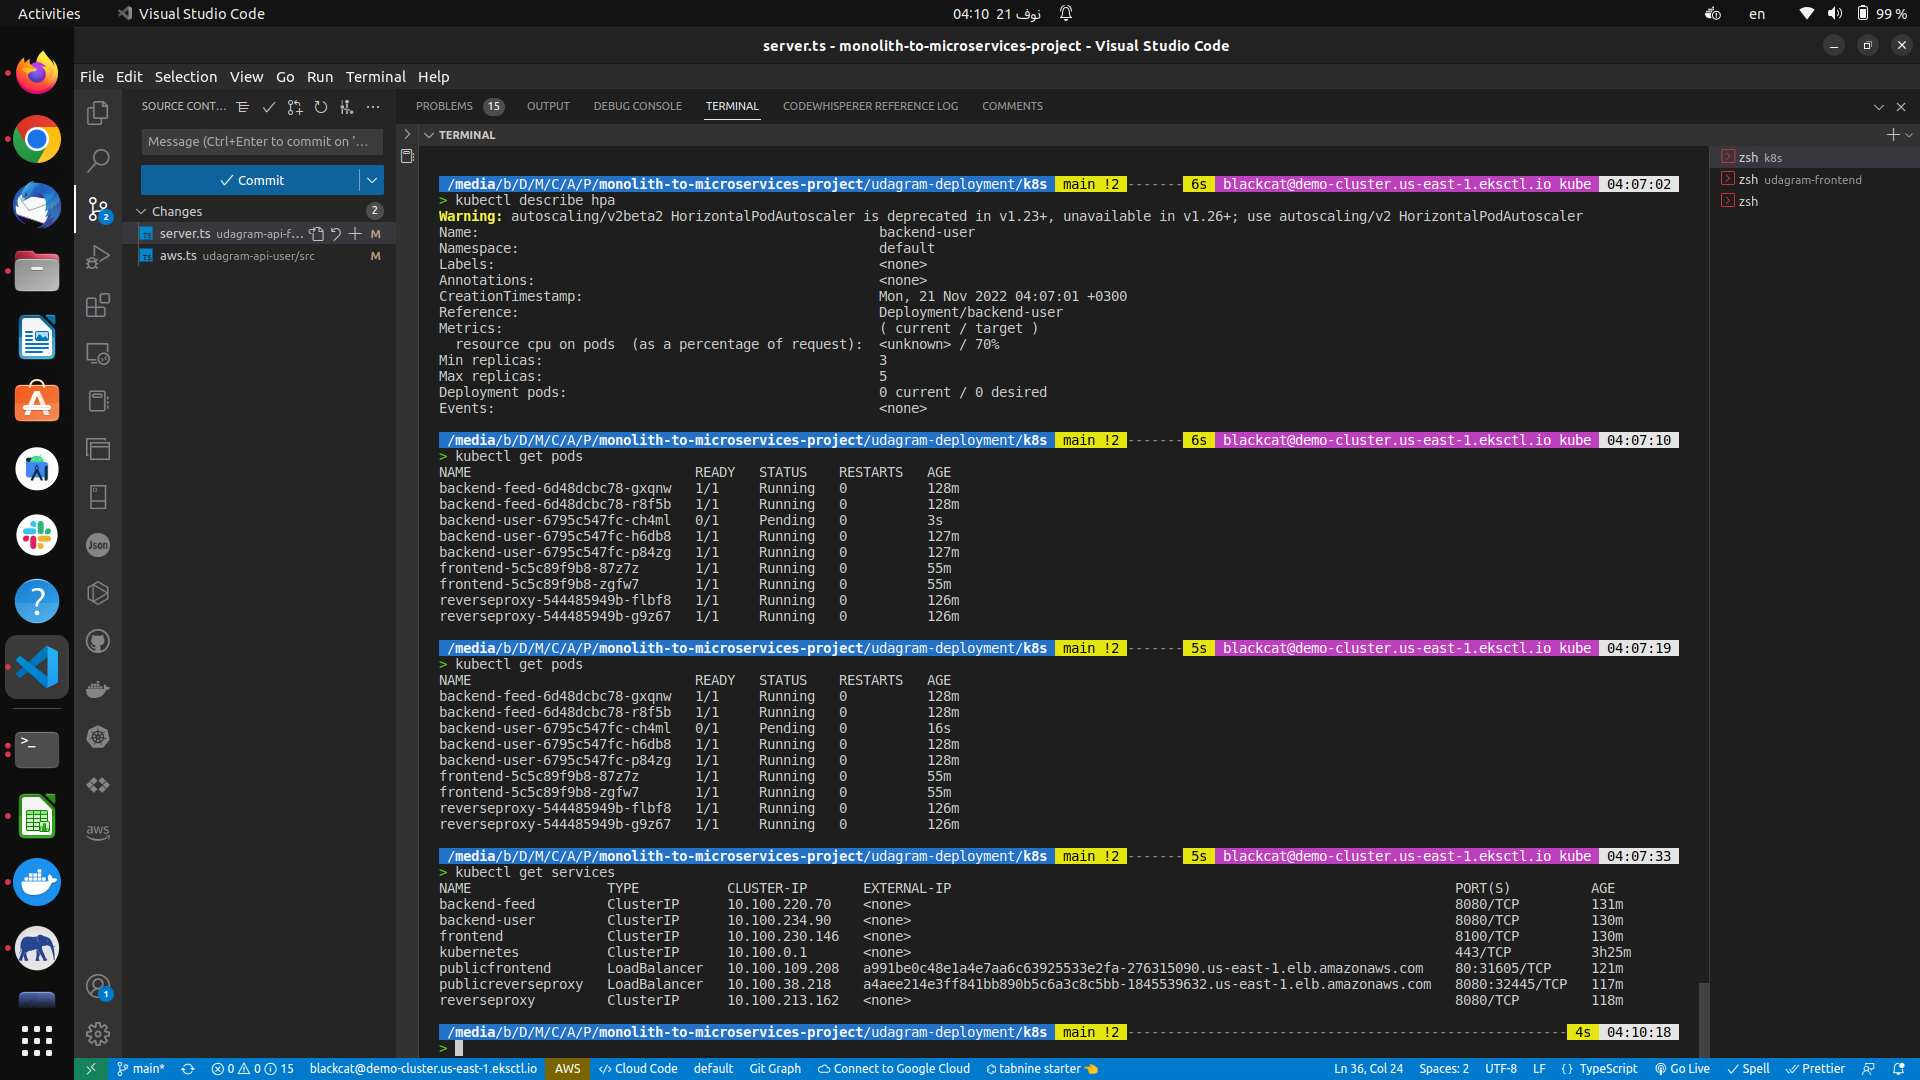 Activities
Visual Studio Code
04:10 21 نوف
en
99 %
server.ts - monolith-to-microservices-project - Visual Studio Code
File Edit Selection View Go Run Terminal Help
SOURCE CONT...
PROBLEMS 15 OUTPUT DEBUG CONSOLE TERMINAL CODEWHISPERER REFERENCE LOG COMMENTS
TERMINAL
Message (Ctrl+Enter to commit on '...
Commit
Changes 2
server.ts udagram-api-f... M
aws.ts udagram-api-user/src M
zsh k8s
zsh udagram-frontend
zsh
/media/b/D/M/C/A/P/monolith-to-microservices-project/udagram-deployment/k8s main !2 ------- 6s blackcat@demo-cluster.us-east-1.eksctl.io kube 04:07:02
> kubectl describe hpa
Warning: autoscaling/v2beta2 HorizontalPodAutoscaler is deprecated in v1.23+, unavailable in v1.26+; use autoscaling/v2 HorizontalPodAutoscaler
Name: backend-user
Namespace: default
Labels: <none>
Annotations: <none>
CreationTimestamp: Mon, 21 Nov 2022 04:07:01 +0300
Reference: Deployment/backend-user
Metrics: ( current / target )
resource cpu on pods (as a percentage of request): <unknown> / 70%
Min replicas: 3
Max replicas: 5
Deployment pods: 0 current / 0 desired
Events: <none>
/media/b/D/M/C/A/P/monolith-to-microservices-project/udagram-deployment/k8s main !2 ------- 6s blackcat@demo-cluster.us-east-1.eksctl.io kube 04:07:10
> kubectl get pods
NAME READY STATUS RESTARTS AGE
backend-feed-6d48dcbc78-gxqnw 1/1 Running 0 128m
backend-feed-6d48dcbc78-r8f5b 1/1 Running 0 128m
backend-user-6795c547fc-ch4ml 0/1 Pending 0 3s
backend-user-6795c547fc-h6db8 1/1 Running 0 127m
backend-user-6795c547fc-p84zg 1/1 Running 0 127m
frontend-5c5c89f9b8-87z7z 1/1 Running 0 55m
frontend-5c5c89f9b8-zgfw7 1/1 Running 0 55m
reverseproxy-544485949b-flbf8 1/1 Running 0 126m
reverseproxy-544485949b-g9z67 1/1 Running 0 126m
/media/b/D/M/C/A/P/monolith-to-microservices-project/udagram-deployment/k8s main !2 ------- 5s blackcat@demo-cluster.us-east-1.eksctl.io kube 04:07:19
> kubectl get pods
NAME READY STATUS RESTARTS AGE
backend-feed-6d48dcbc78-gxqnw 1/1 Running 0 128m
backend-feed-6d48dcbc78-r8f5b 1/1 Running 0 128m
backend-user-6795c547fc-ch4ml 0/1 Pending 0 16s
backend-user-6795c547fc-h6db8 1/1 Running 0 128m
backend-user-6795c547fc-p84zg 1/1 Running 0 128m
frontend-5c5c89f9b8-87z7z 1/1 Running 0 55m
frontend-5c5c89f9b8-zgfw7 1/1 Running 0 55m
reverseproxy-544485949b-flbf8 1/1 Running 0 126m
reverseproxy-544485949b-g9z67 1/1 Running 0 126m
/media/b/D/M/C/A/P/monolith-to-microservices-project/udagram-deployment/k8s main !2 ------- 5s blackcat@demo-cluster.us-east-1.eksctl.io kube 04:07:33
> kubectl get services
NAME TYPE CLUSTER-IP EXTERNAL-IP PORT(S) AGE
backend-feed ClusterIP 10.100.220.70 <none> 8080/TCP 131m
backend-user ClusterIP 10.100.234.90 <none> 8080/TCP 130m
frontend ClusterIP 10.100.230.146 <none> 8100/TCP 130m
kubernetes ClusterIP 10.100.0.1 <none> 443/TCP 3h25m
publicfrontend LoadBalancer 10.100.109.208 a991be0c48e1a4e7aa6c63925533e2fa-276315090.us-east-1.elb.amazonaws.com 80:31605/TCP 121m
publicreverseproxy LoadBalancer 10.100.38.218 a4aee214e3ff841bb890b5c6a3c8c5bb-1845539632.us-east-1.elb.amazonaws.com 8080:32445/TCP 117m
reverseproxy ClusterIP 10.100.213.162 <none> 8080/TCP 118m
/media/b/D/M/C/A/P/monolith-to-microservices-project/udagram-deployment/k8s main !2 ------------------------------------------------------- 4s 04:10:18
>
2
Json
aws
1
main* 0 0 15 blackcat@demo-cluster.us-east-1.eksctl.io AWS Cloud Code default Git Graph Connect to Google Cloud tabnine starter Ln 36, Col 24 Spaces: 2 UTF-8 LF {} TypeScript Go Live Spell Prettier